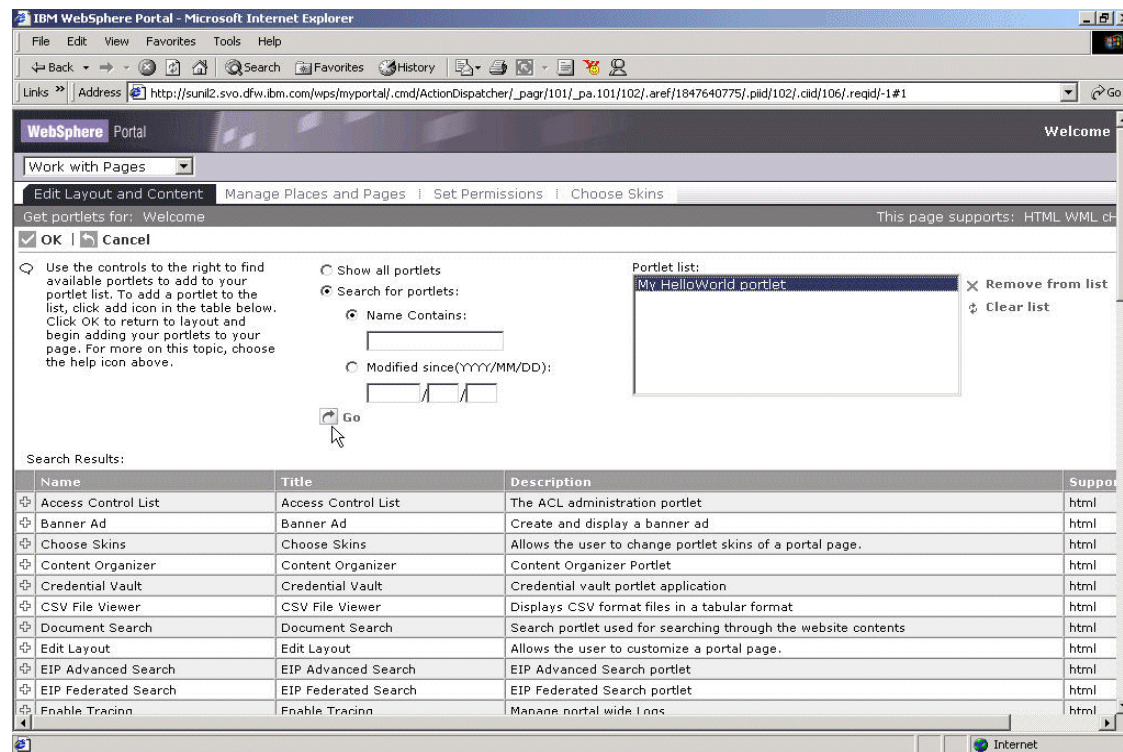 IBM WebSphere Portal - Microsoft Internet Explorer
File Edit View Favorites Tools Help
Back Search Favorites History
Links » Address http://sunil2.svo.dfw.ibm.com/wps/myportal/.cmd/ActionDispatcher/_pagr/101/_pa.101/102/.aref/1847640775/.piid/102/.ciid/106/.reqid/-1#1 Go
WebSphere Portal Welcome
Work with Pages
Edit Layout and Content Manage Places and Pages | Set Permissions | Choose Skins
Get portlets for: Welcome This page supports: HTML WML cH
OK | Cancel
Use the controls to the right to find
available portlets to add to your
portlet list. To add a portlet to the
list, click add icon in the table below.
Click OK to return to layout and
begin adding your portlets to your
page. For more on this topic, choose
the help icon above.
Show all portlets
Search for portlets:
Name Contains:
Modified since(YYYY/MM/DD):
/ /
Go
Portlet list:
My HelloWorld portlet
Remove from list
Clear list
Search Results:
Name Title Description Suppor
Access Control List Access Control List The ACL administration portlet html
Banner Ad Banner Ad Create and display a banner ad html
Choose Skins Choose Skins Allows the user to change portlet skins of a portal page. html
Content Organizer Content Organizer Content Organizer Portlet html
Credential Vault Credential Vault Credential vault portlet application html
CSV File Viewer CSV File Viewer Displays CSV format files in a tabular format html
Document Search Document Search Search portlet used for searching through the website contents html
Edit Layout Edit Layout Allows the user to customize a portal page. html
EIP Advanced Search EIP Advanced Search EIP Advanced Search portlet html
EIP Federated Search EIP Federated Search EIP Federated Search portlet html
Enable Tracing Enable Tracing Manage portal wide Logs html
Internet